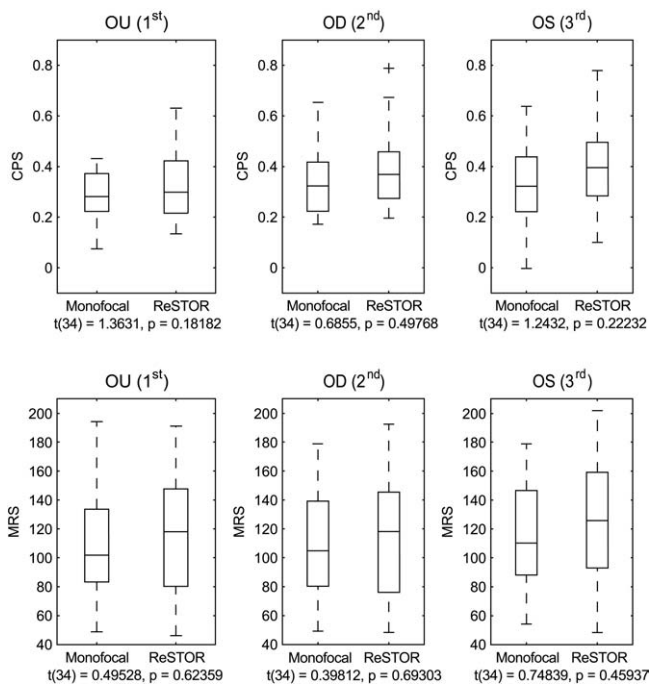 OU (1st) OD (2nd) OS (3rd)
CPS
0.8
0.6
0.4
0.2
0
Monofocal ReSTOR
t(34) = 1.3631, p = 0.18182
CPS
0.8
0.6
0.4
0.2
0
Monofocal ReSTOR
t(34) = 0.6855, p = 0.49768
CPS
0.8
0.6
0.4
0.2
0
Monofocal ReSTOR
t(34) = 1.2432, p = 0.22232
OU (1st) OD (2nd) OS (3rd)
MRS
200
180
160
140
120
100
80
60
40
Monofocal ReSTOR
t(34) = 0.49528, p = 0.62359
MRS
200
180
160
140
120
100
80
60
40
Monofocal ReSTOR
t(34) = 0.39812, p = 0.69303
MRS
200
180
160
140
120
100
80
60
40
Monofocal ReSTOR
t(34) = 0.74839, p = 0.45937